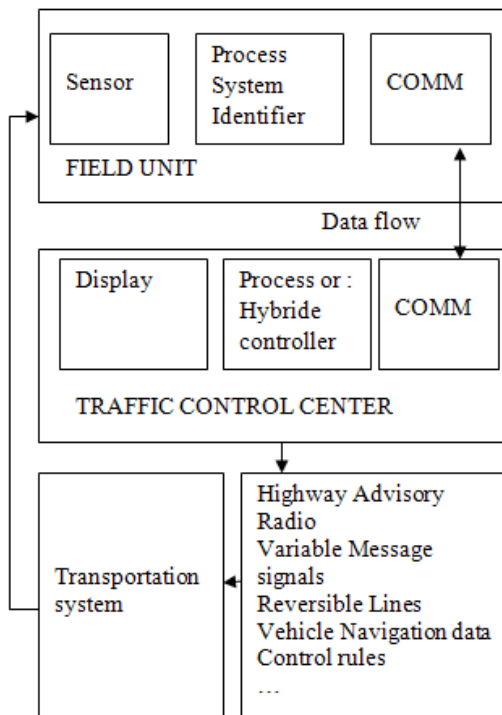 Sensor
Process
System
Identifier
COMM
FIELD UNIT
Data flow
Display
Process or :
Hybride
controller
COMM
TRAFFIC CONTROL CENTER
Transportation
system
Highway Advisory
Radio
Variable Message
signals
Reversible Lines
Vehicle Navigation data
Control rules
…